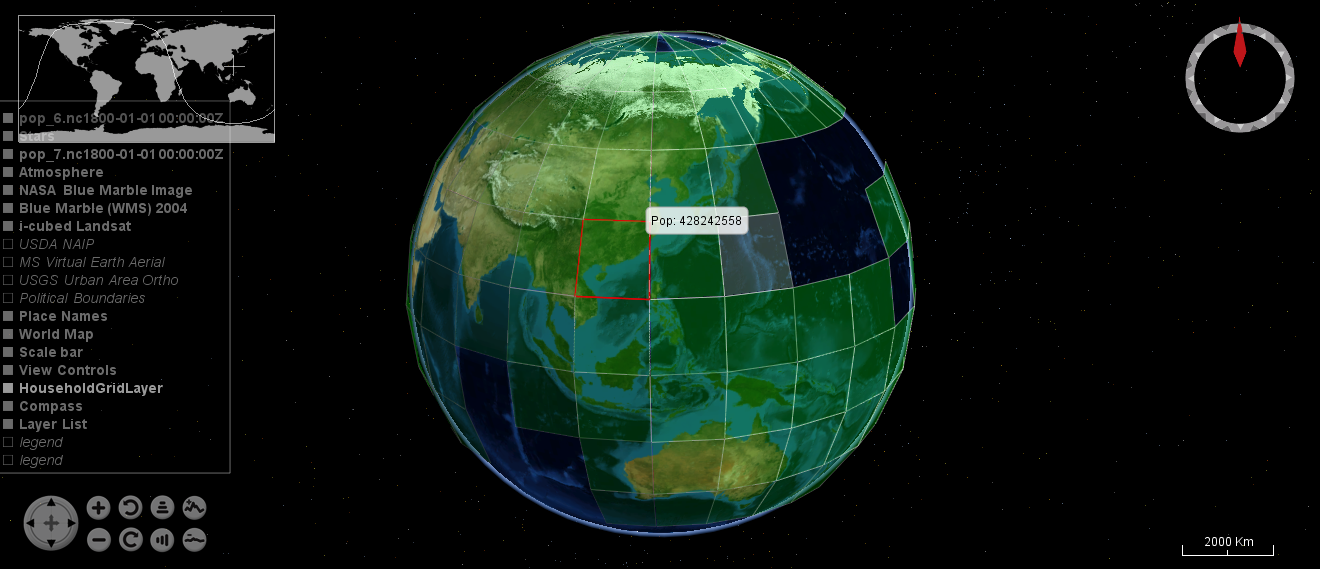 pop_6.nc1800-01-01 00:00:00Z
Stars
pop_7.nc1800-01-01 00:00:00Z
Atmosphere
NASA Blue Marble Image
Blue Marble (WMS) 2004
i-cubed Landsat
USDA NAIP
MS Virtual Earth Aerial
USGS Urban Area Ortho
Political Boundaries
Place Names
World Map
Scale bar
View Controls
HouseholdGridLayer
Compass
Layer List
legend
legend
Pop: 428242558
2000 Km